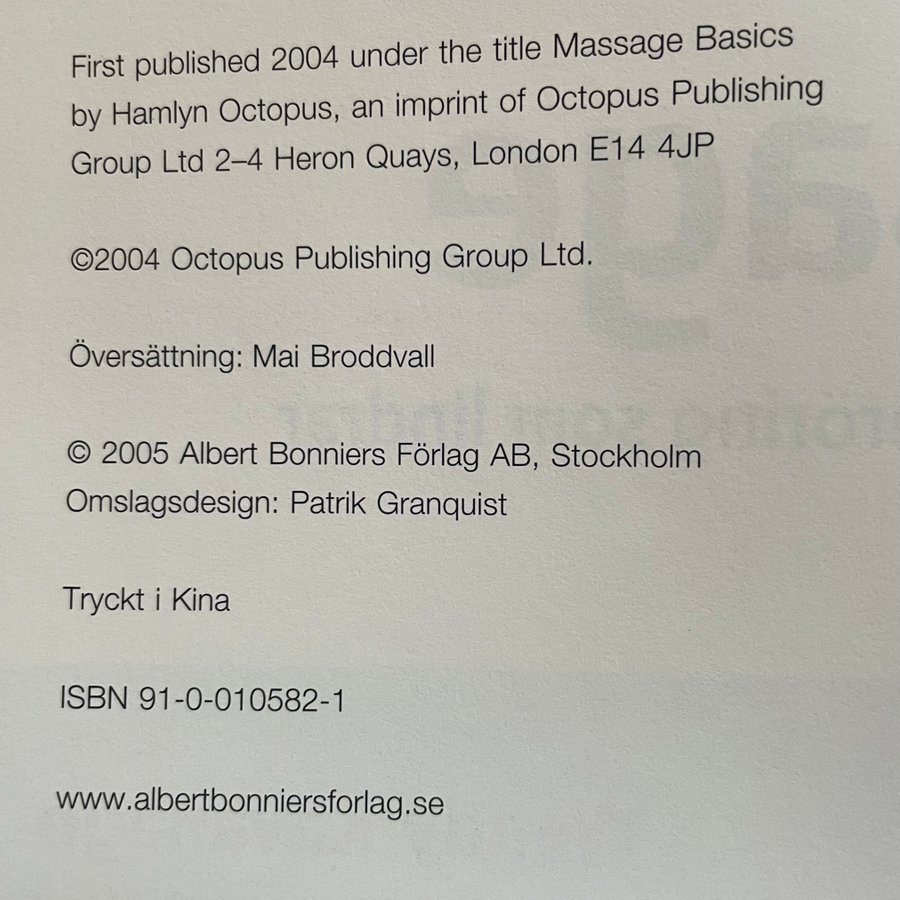 First published 2004 under the title Massage Basics
by Hamlyn Octopus, an imprint of Octopus Publishing
Group Ltd 2–4 Heron Quays, London E14 4JP
©2004 Octopus Publishing Group Ltd.
Översättning: Mai Broddvall
© 2005 Albert Bonniers Förlag AB, Stockholm
Omslagsdesign: Patrik Granquist
Tryckt i Kina
ISBN 91-0-010582-1
www.albertbonniersforlag.se